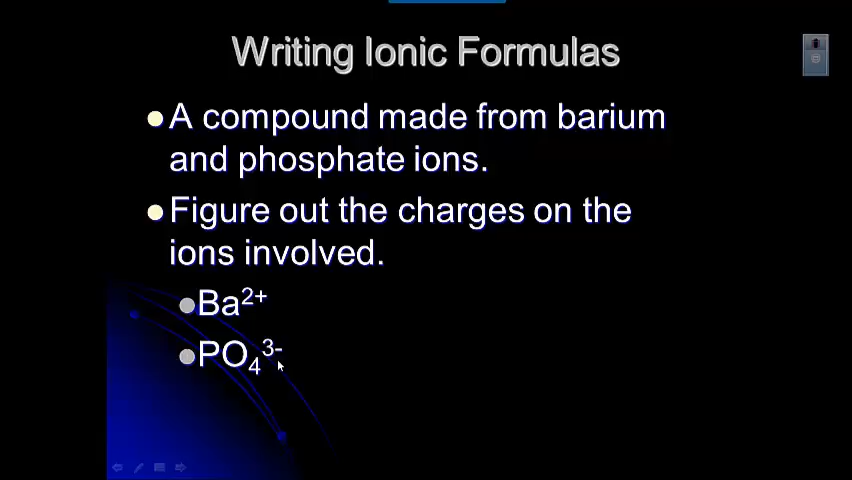 Writing Ionic Formulas
A compound made from barium
and phosphate ions.
Figure out the charges on the
ions involved.
Ba²⁺
PO₄³⁻